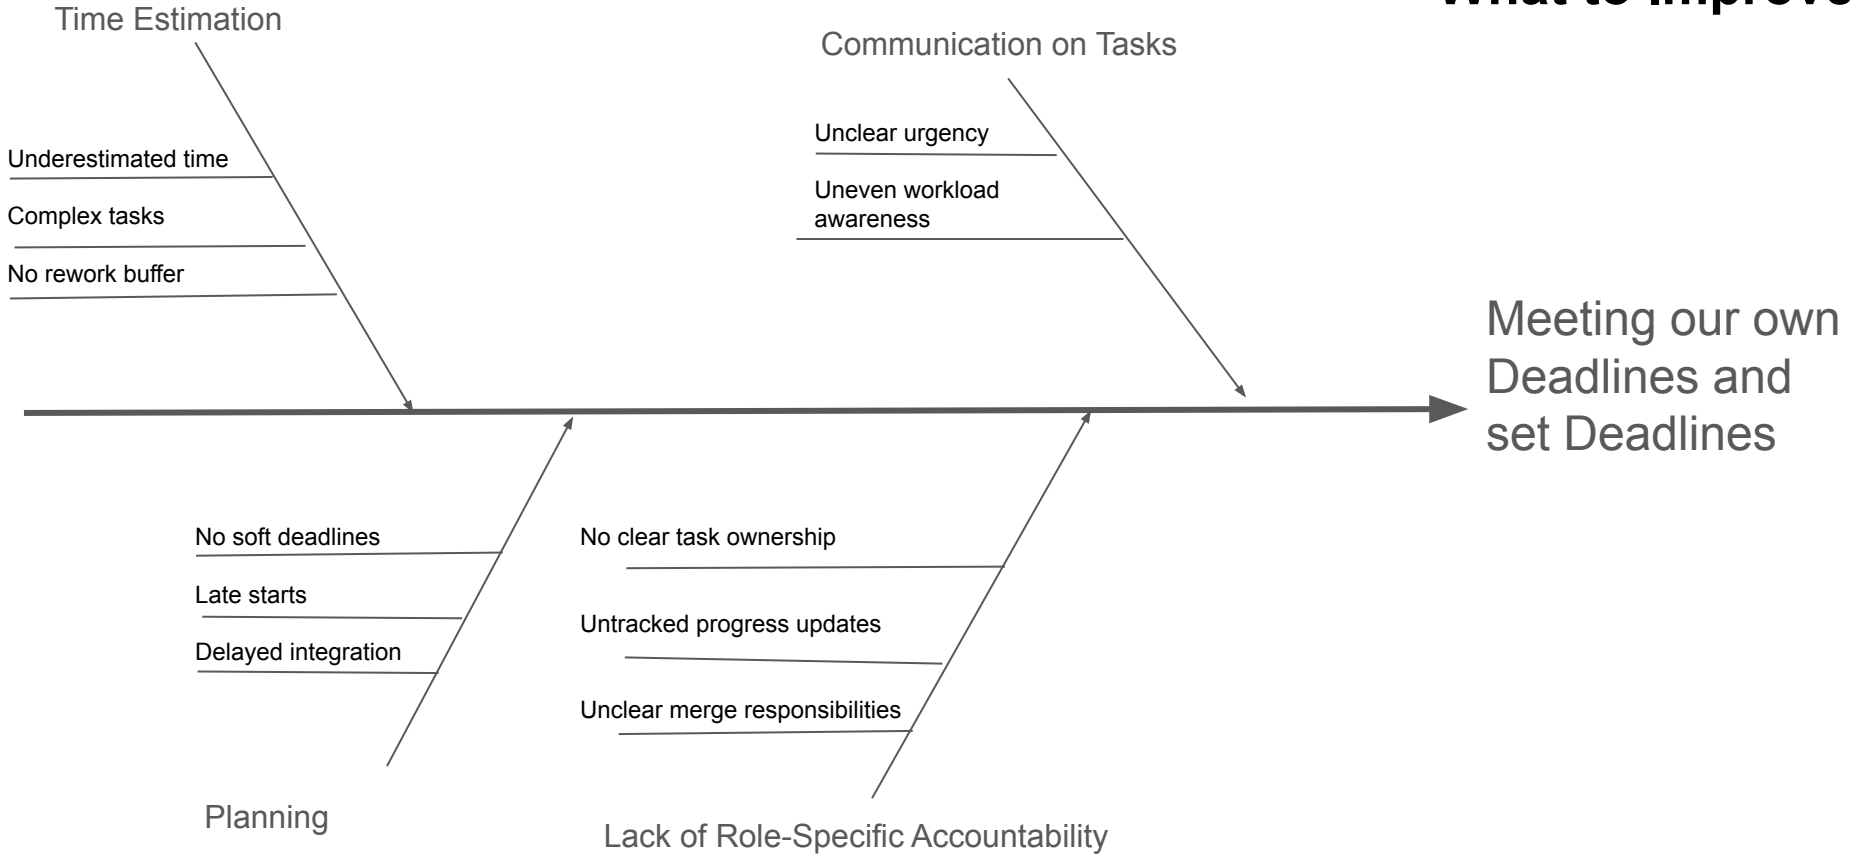 What to Improve
Time Estimation
Communication on Tasks
Underestimated time
Complex tasks
No rework buffer
Unclear urgency
Uneven workload
awareness
Meeting our own
Deadlines and
set Deadlines
No soft deadlines
Late starts
Delayed integration
No clear task ownership
Untracked progress updates
Unclear merge responsibilities
Planning
Lack of Role-Specific Accountability